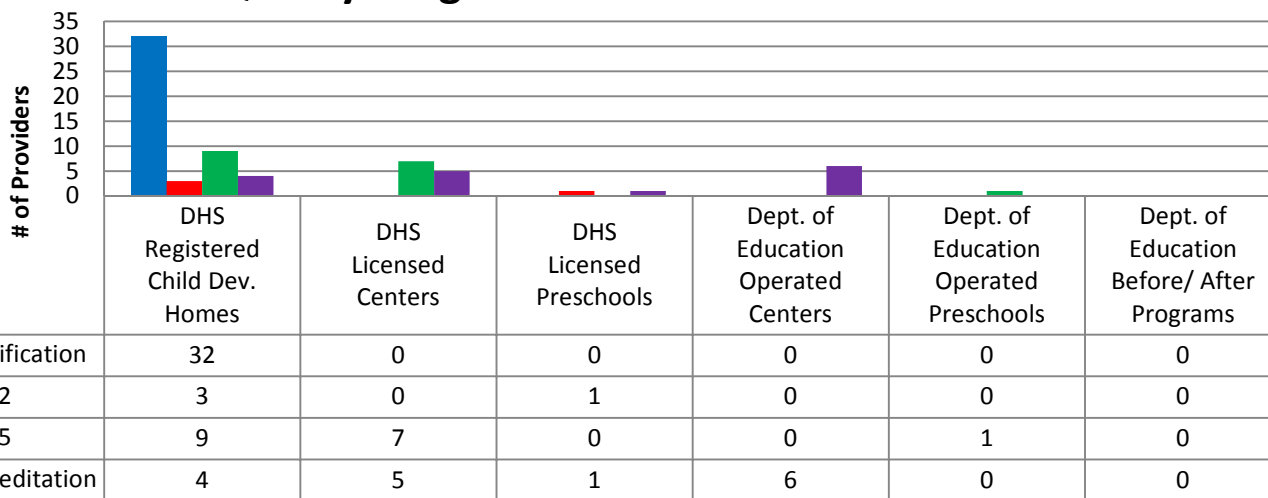 35
30
25
20
15
10
5
0
# of Providers
DHS
Registered
Child Dev.
Homes
DHS
Licensed
Centers
DHS
Licensed
Preschools
Dept. of
Education
Operated
Centers
Dept. of
Education
Operated
Preschools
Dept. of
Education
Before/ After
Programs
ification 32 0 0 0 0 0
2 3 0 1 0 0 0
5 9 7 0 0 1 0
editation 4 5 1 6 0 0